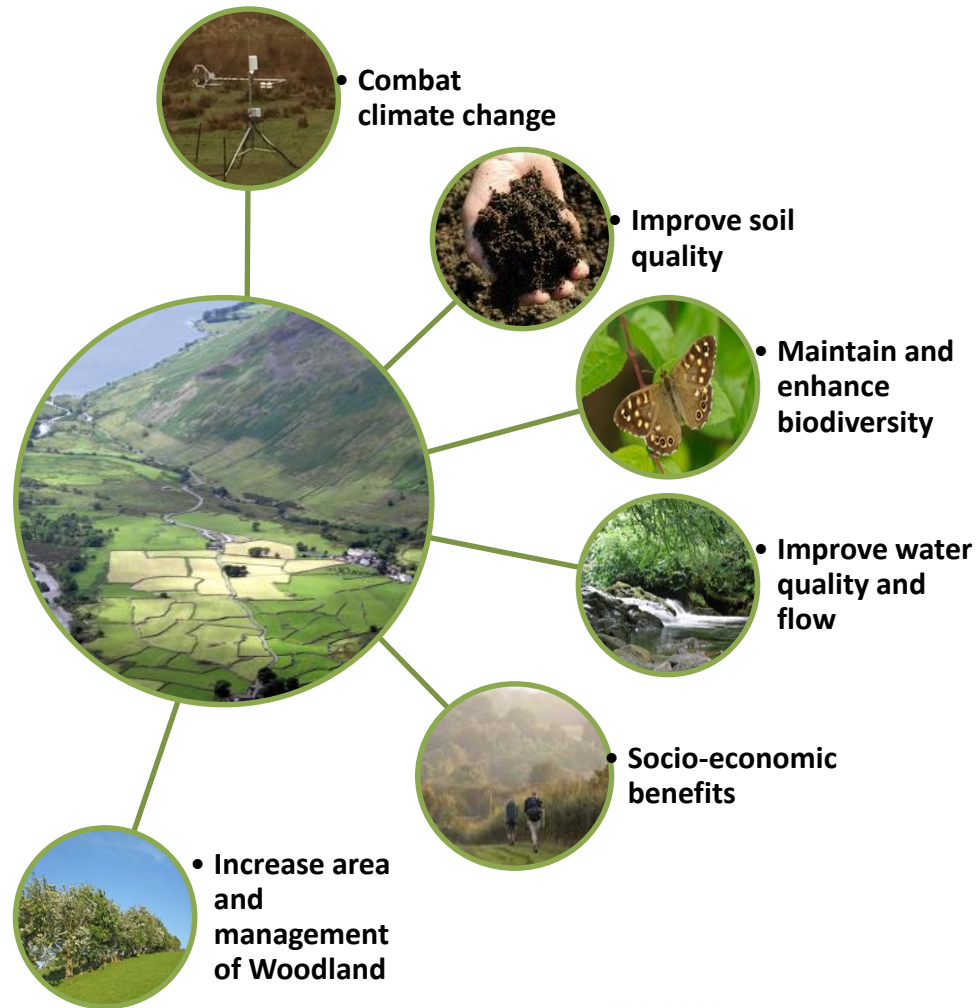 • Combat
climate change
• Improve soil
quality
• Maintain and
enhance
biodiversity
• Improve water
quality and
flow
• Socio-economic
benefits
• Increase area
and
management
of Woodland